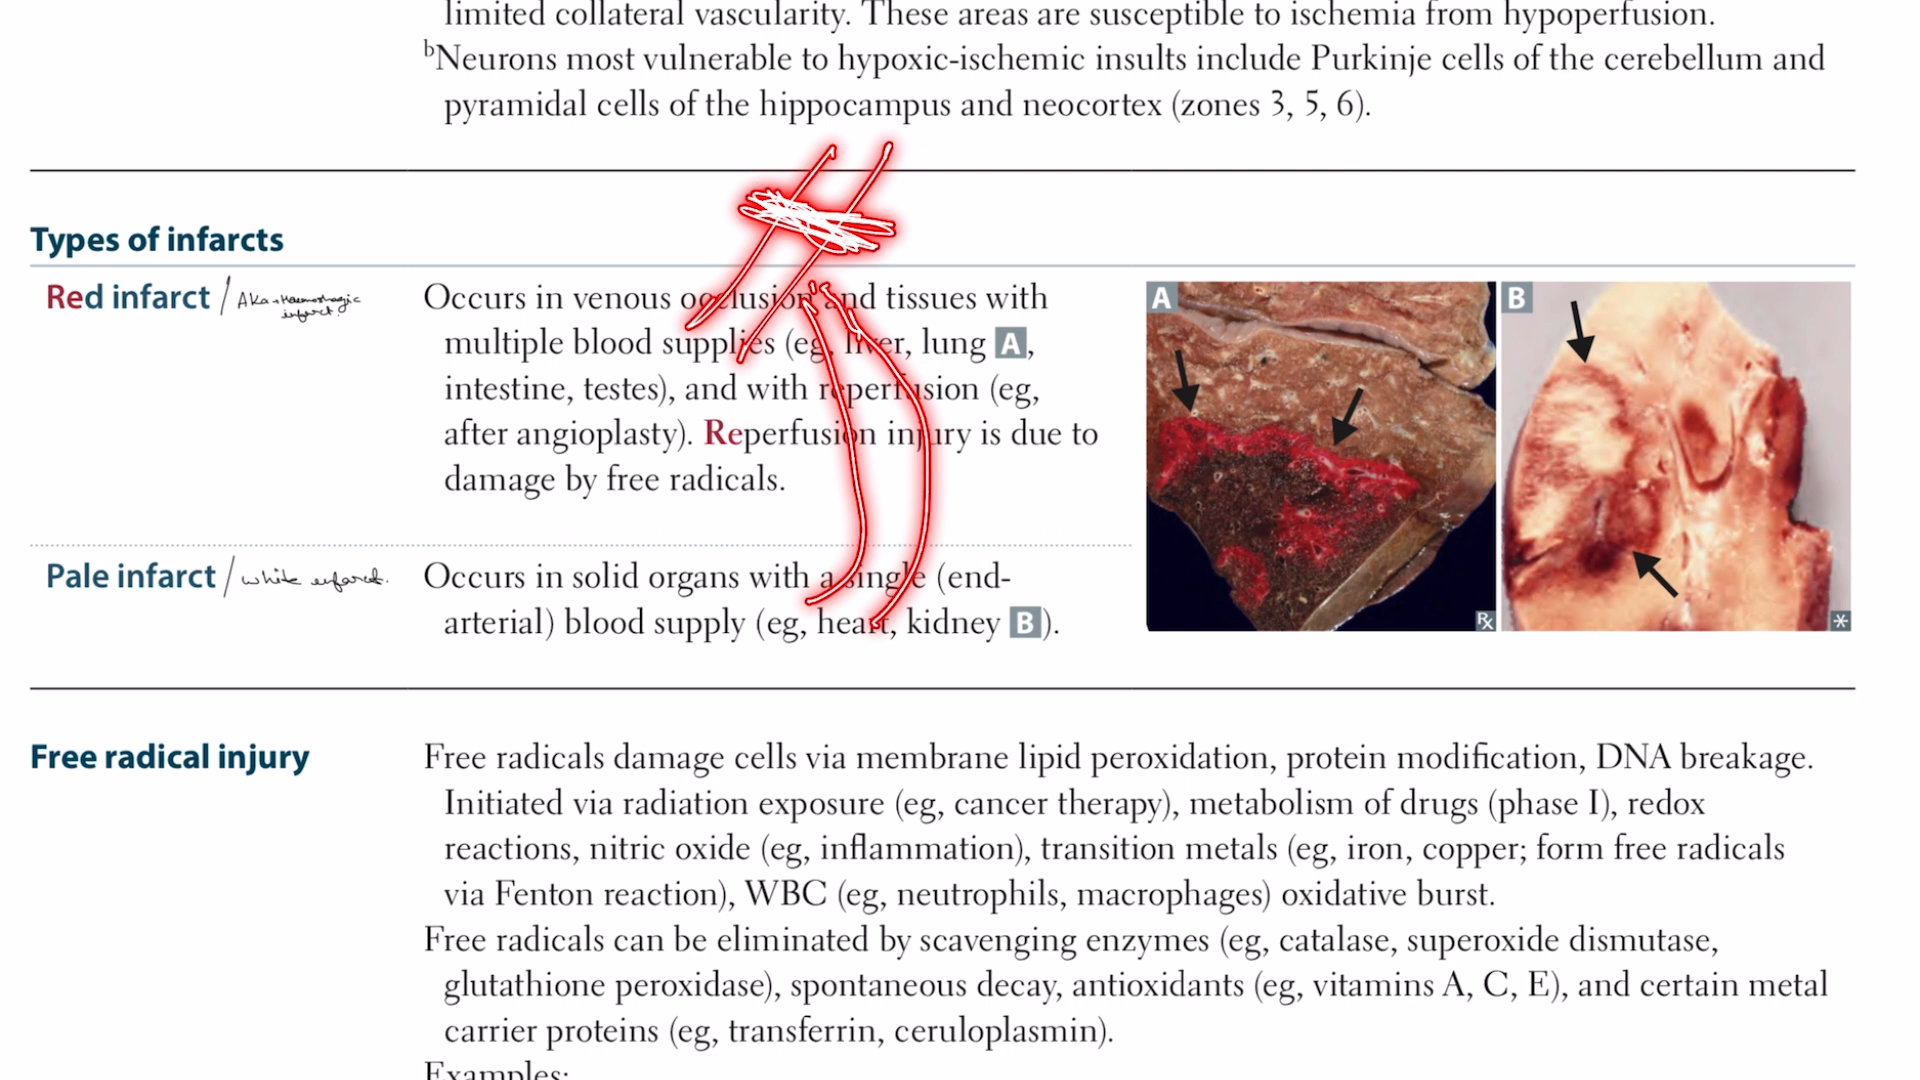 limited collateral vascularity. These areas are susceptible to ischemia from hypoperfusion.
bNeurons most vulnerable to hypoxic-ischemic insults include Purkinje cells of the cerebellum and
pyramidal cells of the hippocampus and neocortex (zones 3, 5, 6).
Types of infarcts
Red infarct / Aka → Haemorrhagic
infarct.
Occurs in venous occlusion and tissues with
multiple blood supplies (eg, liver, lung A,
intestine, testes), and with reperfusion (eg,
after angioplasty). Reperfusion injury is due to
damage by free radicals.
Pale infarct / white infarct.
Occurs in solid organs with a single (end-
arterial) blood supply (eg, heart, kidney B).
A
Rx
B
*
Free radical injury
Free radicals damage cells via membrane lipid peroxidation, protein modification, DNA breakage.
Initiated via radiation exposure (eg, cancer therapy), metabolism of drugs (phase I), redox
reactions, nitric oxide (eg, inflammation), transition metals (eg, iron, copper; form free radicals
via Fenton reaction), WBC (eg, neutrophils, macrophages) oxidative burst.
Free radicals can be eliminated by scavenging enzymes (eg, catalase, superoxide dismutase,
glutathione peroxidase), spontaneous decay, antioxidants (eg, vitamins A, C, E), and certain metal
carrier proteins (eg, transferrin, ceruloplasmin).
Examples: